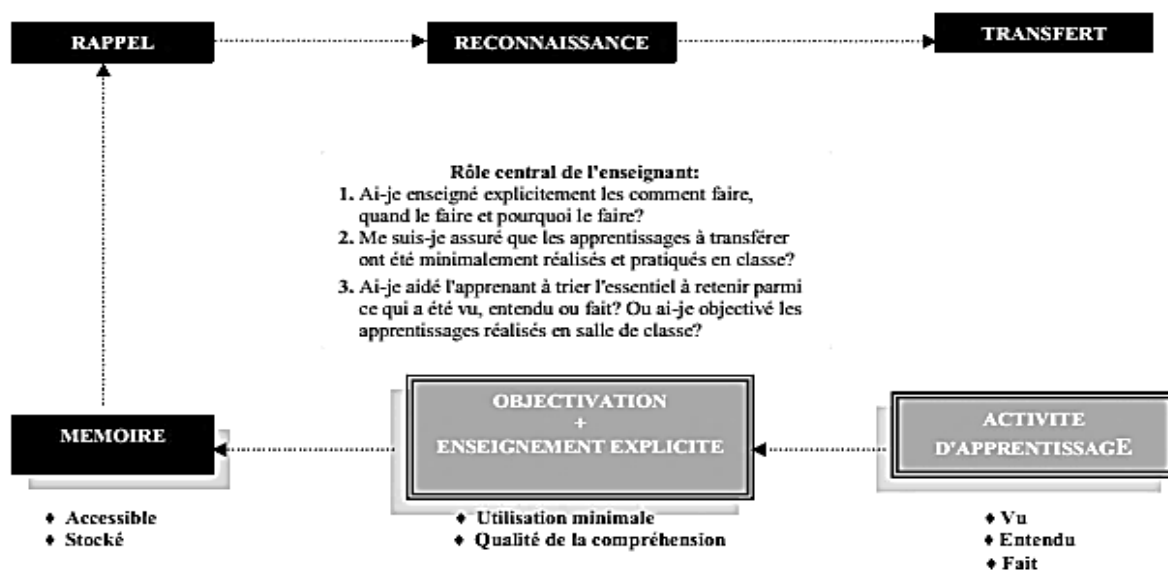 RAPPEL
RECONNAISSANCE
TRANSFERT
Rôle central de l'enseignant:
1. Ai-je enseigné explicitement les comment faire,
quand le faire et pourquoi le faire?
2. Me suis-je assuré que les apprentissages à transférer
ont été minimalement réalisés et pratiqués en classe?
3. Ai-je aidé l'apprenant à trier l'essentiel à retenir parmi
ce qui a été vu, entendu ou fait? Ou ai-je objectivé les
apprentissages réalisés en salle de classe?
MEMOIRE
♦ Accessible
♦ Stocké
OBJECTIVATION
+
ENSEIGNEMENT EXPLICITE
♦ Utilisation minimale
♦ Qualité de la compréhension
ACTIVITE
D'APPRENTISSAGE
♦ Vu
♦ Entendu
♦ Fait